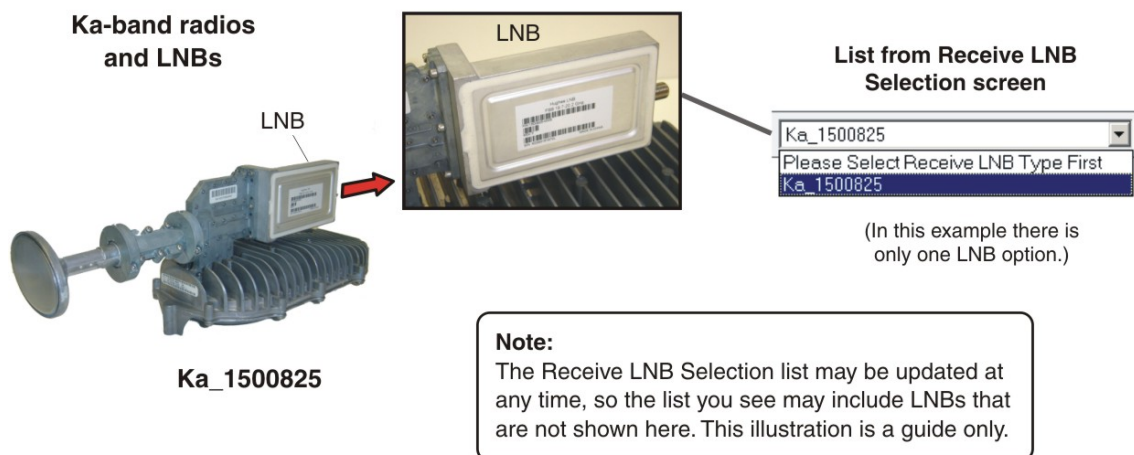 Ka-band radios
and LNBs
LNB
LNB
Ka_1500825
List from Receive LNB
Selection screen
Ka_1500825
Please Select Receive LNB Type First
Ka_1500825
(In this example there is
only one LNB option.)
Note:
The Receive LNB Selection list may be updated at
any time, so the list you see may include LNBs that
are not shown here. This illustration is a guide only.